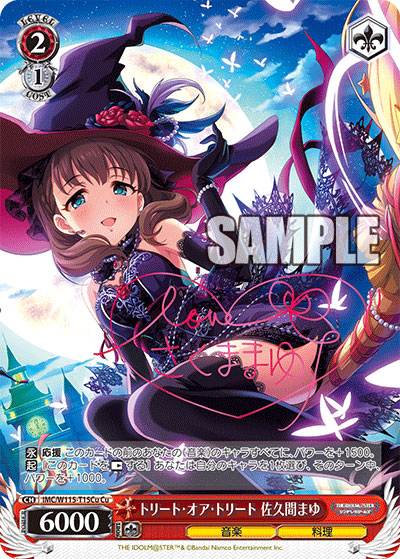 LEVEL
2
1
COST
SAMPLE
さくままゆ
CH IMC/W115-T15CuCu
永 応援 このカードの前のあなたの《音楽》のキャラすべてに、パワーを+1500。
起 [このカードを する] あなたは自分のキャラを1枚選び、そのターン中、
パワーを+1000。
トリート・オア・トリート 佐久間まゆ
6000
音楽
料理
THE IDOLM@STER™& ©Bandai Namco Entertainment Inc.